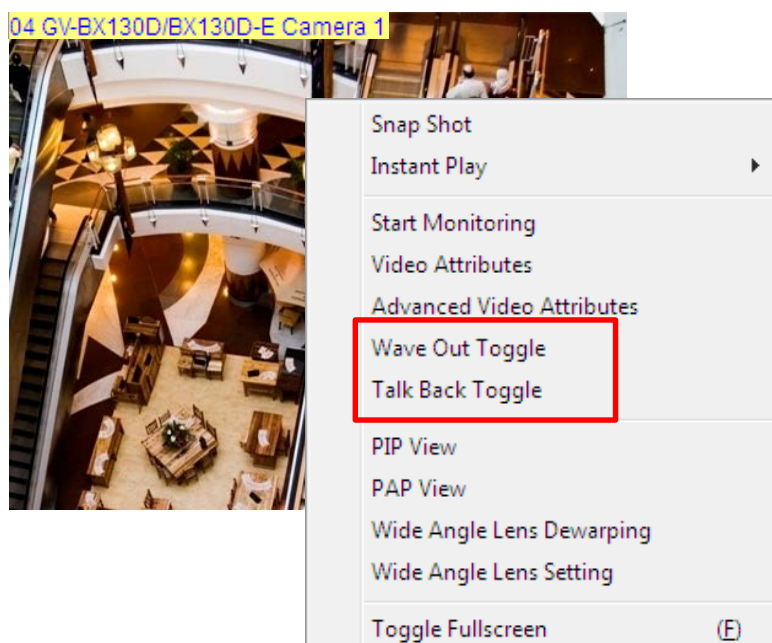 04 GV-BX130D/BX130D-E Camera 1
Snap Shot
Instant Play
Start Monitoring
Video Attributes
Advanced Video Attributes
Wave Out Toggle
Talk Back Toggle
PIP View
PAP View
Wide Angle Lens Dewarping
Wide Angle Lens Setting
Toggle Fullscreen (F)